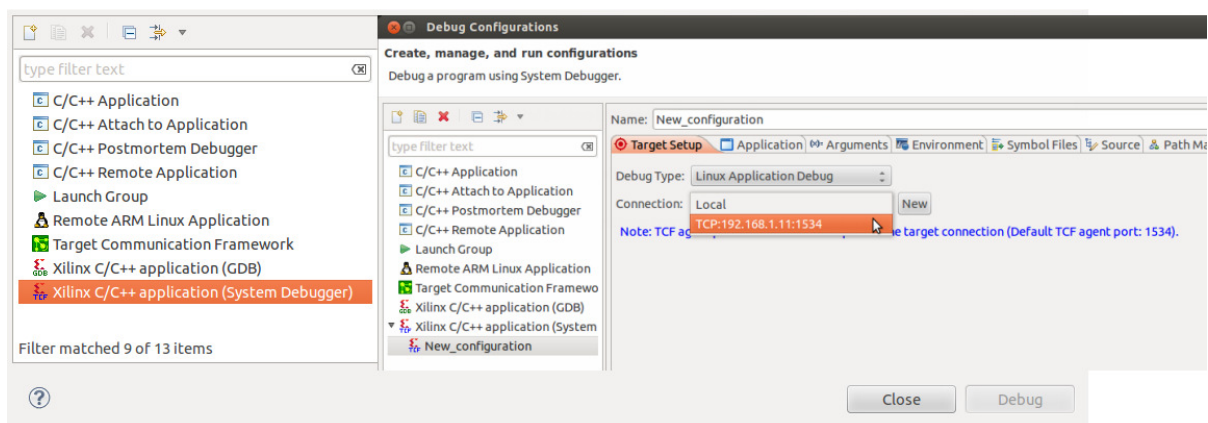 type filter text
C/C++ Application
C/C++ Attach to Application
C/C++ Postmortem Debugger
C/C++ Remote Application
Launch Group
Remote ARM Linux Application
Target Communication Framework
Xilinx C/C++ application (GDB)
Xilinx C/C++ application (System Debugger)
Filter matched 9 of 13 items
Debug Configurations
Create, manage, and run configurations
Debug a program using System Debugger.
type filter text
C/C++ Application
C/C++ Attach to Application
C/C++ Postmortem Debugger
C/C++ Remote Application
Launch Group
Remote ARM Linux Application
Target Communication Framewo
Xilinx C/C++ application (GDB)
Xilinx C/C++ application (System
New_configuration
Name: New_configuration
Target Setup Application Arguments Environment Symbol Files Source Path Ma
Debug Type: Linux Application Debug
Connection: Local New
TCP:192.168.1.11:1534
Note: TCF ag e target connection (Default TCF agent port: 1534).
Close Debug